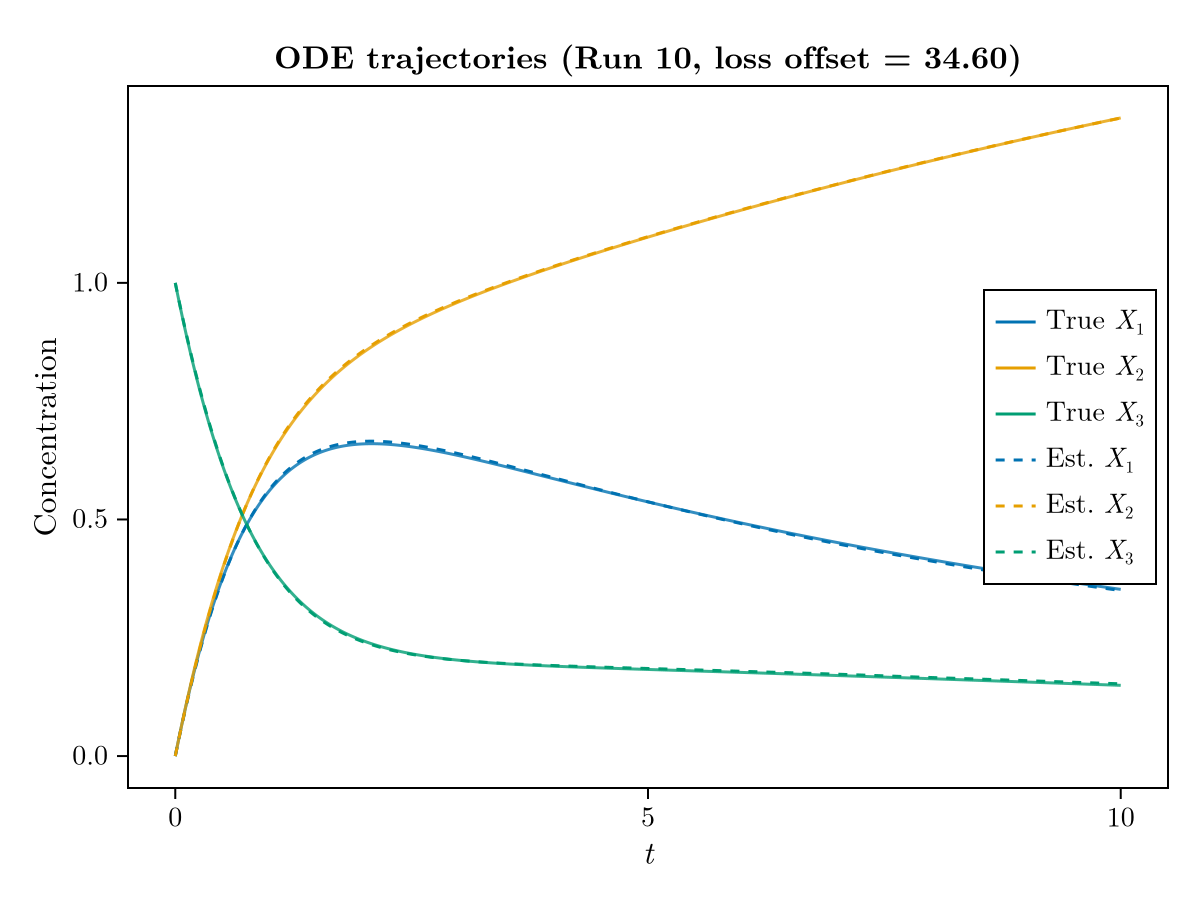 ODE trajectories (Run 10, loss offset = 34.60)
Concentration
1.0
0.5
0.0
0
5
10
t
True X₁
True X₂
True X₃
Est. X₁
Est. X₂
Est. X₃